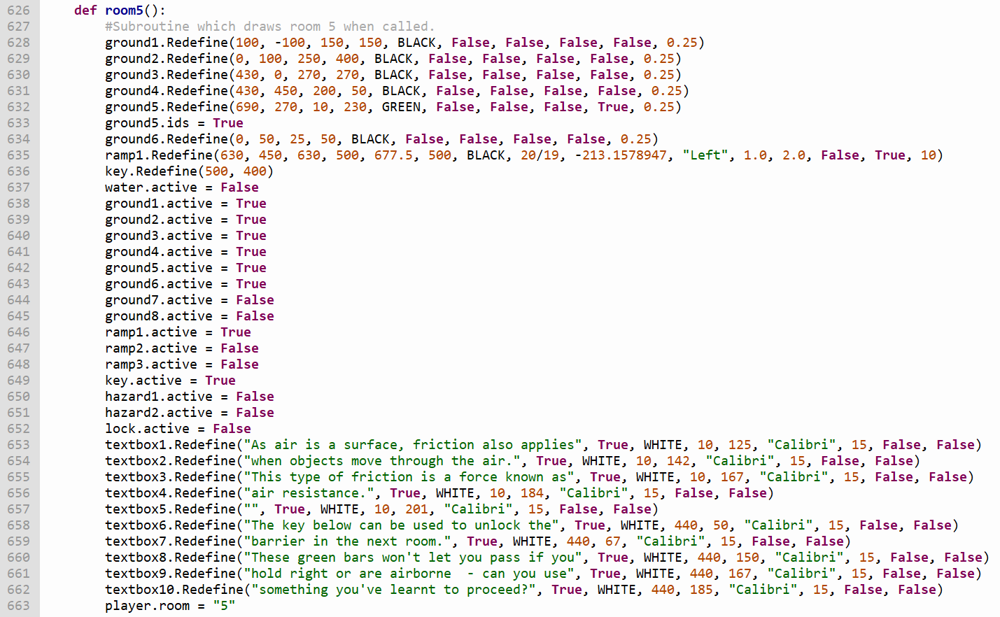 626     def room5():
627         #Subroutine which draws room 5 when called.
628         ground1.Redefine(100, -100, 150, 150, BLACK, False, False, False, False, 0.25)
629         ground2.Redefine(0, 100, 250, 400, BLACK, False, False, False, False, 0.25)
630         ground3.Redefine(430, 0, 270, 270, BLACK, False, False, False, False, 0.25)
631         ground4.Redefine(430, 450, 200, 50, BLACK, False, False, False, False, 0.25)
632         ground5.Redefine(690, 270, 10, 230, GREEN, False, False, False, True, 0.25)
633         ground5.ids = True
634         ground6.Redefine(0, 50, 25, 50, BLACK, False, False, False, False, 0.25)
635         ramp1.Redefine(630, 450, 630, 500, 677.5, 500, BLACK, 20/19, -213.1578947, "Left", 1.0, 2.0, False, True, 10)
636         key.Redefine(500, 400)
637         water.active = False
638         ground1.active = True
639         ground2.active = True
640         ground3.active = True
641         ground4.active = True
642         ground5.active = True
643         ground6.active = True
644         ground7.active = False
645         ground8.active = False
646         ramp1.active = True
647         ramp2.active = False
648         ramp3.active = False
649         key.active = True
650         hazard1.active = False
651         hazard2.active = False
652         lock.active = False
653         textbox1.Redefine("As air is a surface, friction also applies", True, WHITE, 10, 125, "Calibri", 15, False, False)
654         textbox2.Redefine("when objects move through the air.", True, WHITE, 10, 142, "Calibri", 15, False, False)
655         textbox3.Redefine("This type of friction is a force known as", True, WHITE, 10, 167, "Calibri", 15, False, False)
656         textbox4.Redefine("air resistance.", True, WHITE, 10, 184, "Calibri", 15, False, False)
657         textbox5.Redefine("", True, WHITE, 10, 201, "Calibri", 15, False, False)
658         textbox6.Redefine("The key below can be used to unlock the", True, WHITE, 440, 50, "Calibri", 15, False, False)
659         textbox7.Redefine("barrier in the next room.", True, WHITE, 440, 67, "Calibri", 15, False, False)
660         textbox8.Redefine("These green bars won't let you pass if you", True, WHITE, 440, 150, "Calibri", 15, False, False)
661         textbox9.Redefine("hold right or are airborne  - can you use", True, WHITE, 440, 167, "Calibri", 15, False, False)
662         textbox10.Redefine("something you've learnt to proceed?", True, WHITE, 440, 185, "Calibri", 15, False, False)
663         player.room = "5"